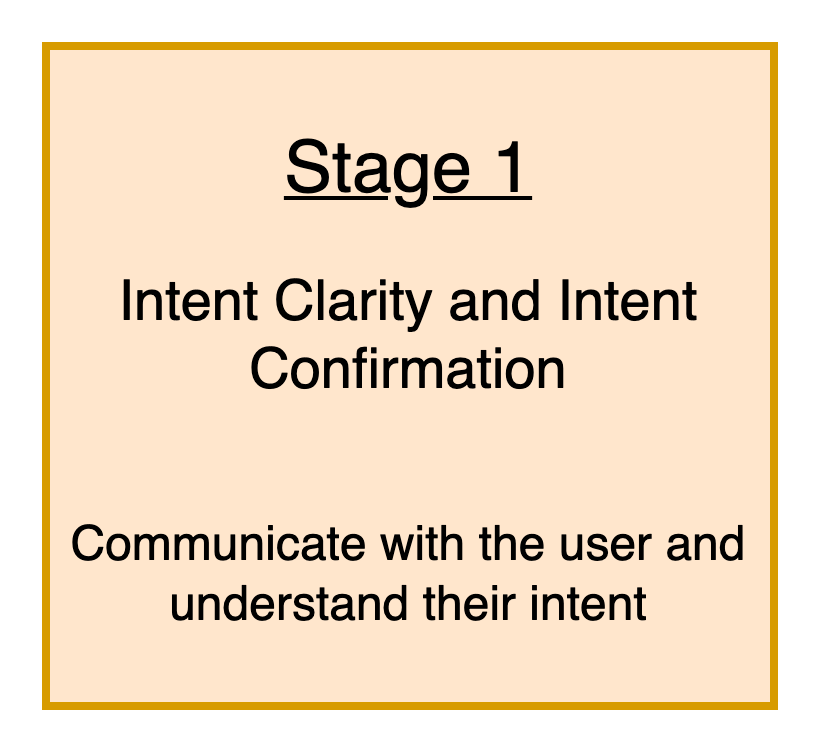 Stage 1
Intent Clarity and Intent
Confirmation
Communicate with the user and
understand their intent